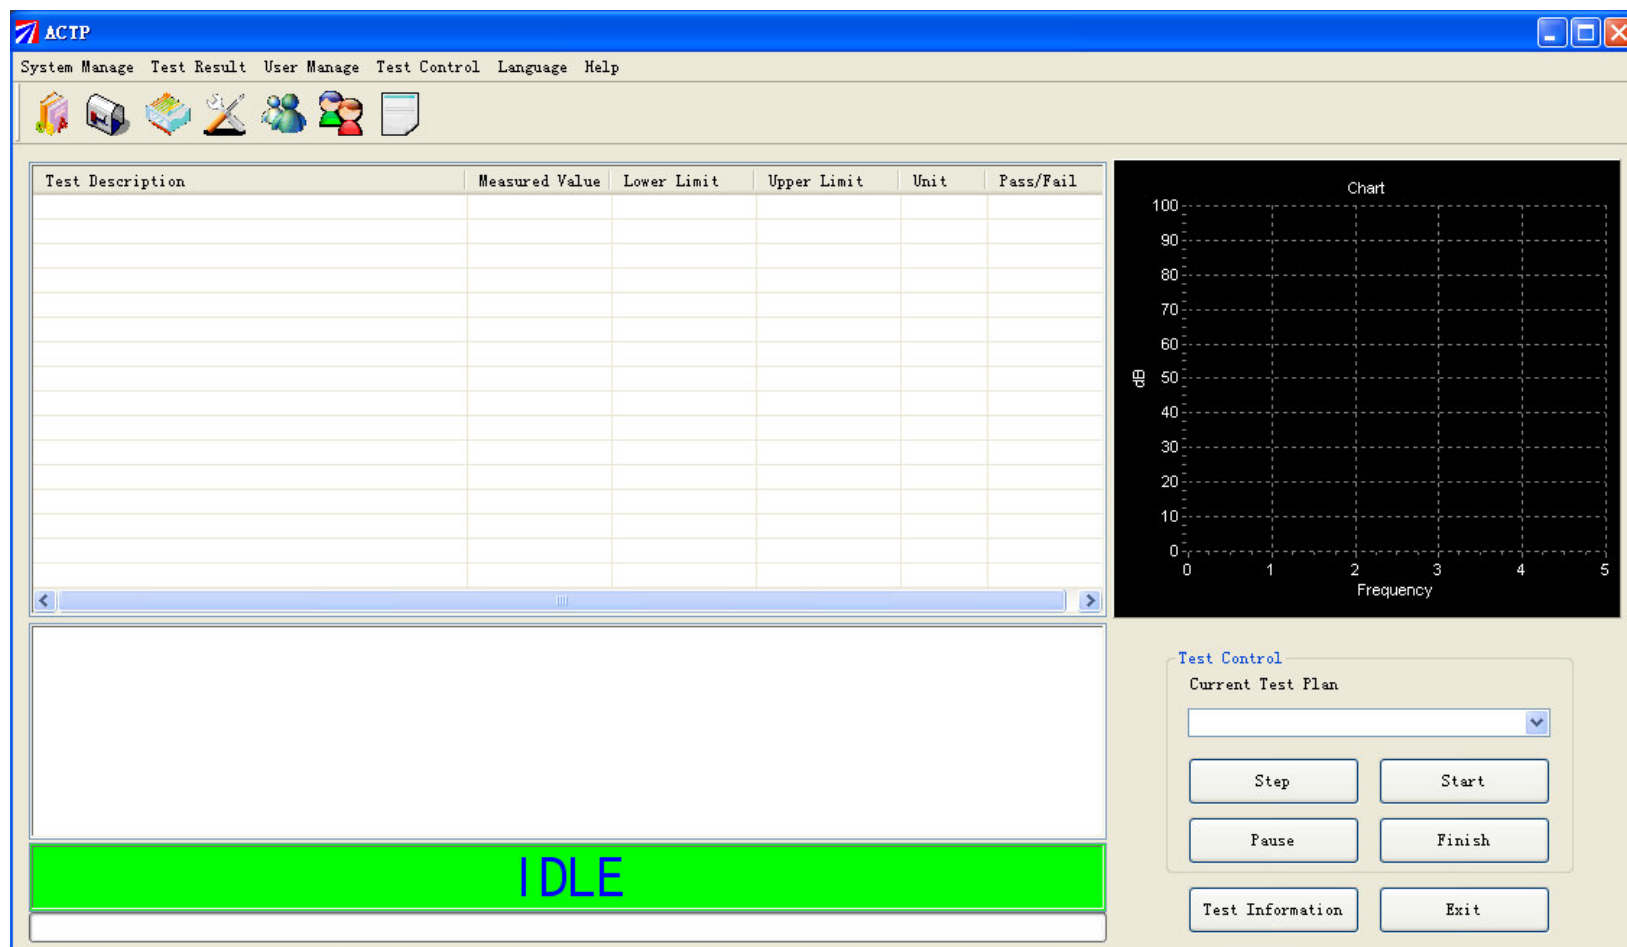 ACTP
System Manage Test Result User Manage Test Control Language Help
Test Description Measured Value Lower Limit Upper Limit Unit Pass/Fail
Chart
100
90
80
70
60
50
40
30
20
10
0
dB
0 1 2 3 4 5
Frequency
Test Control
Current Test Plan
Step Start
Pause Finish
IDLE
Test Information Exit